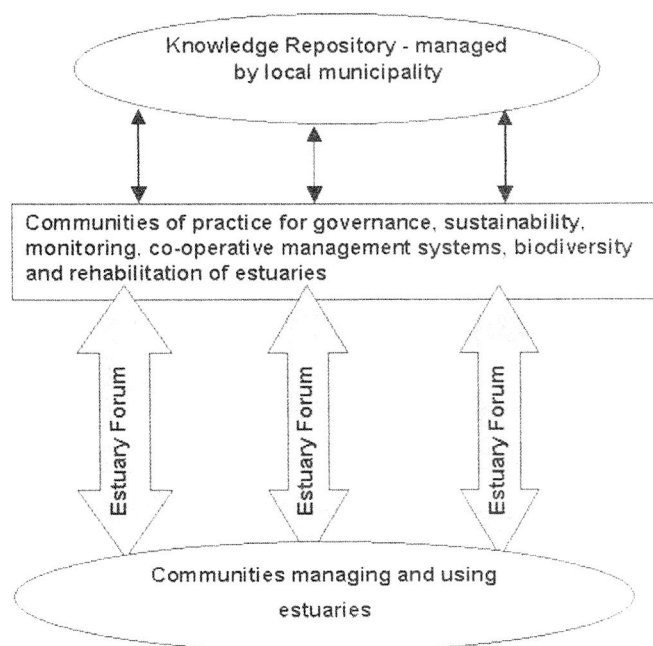 Knowledge Repository - managed
by local municipality
Communities of practice for governance, sustainability,
monitoring, co-operative management systems, biodiversity
and rehabilitation of estuaries
Estuary Forum
Estuary Forum
Estuary Forum
Communities managing and using
estuaries